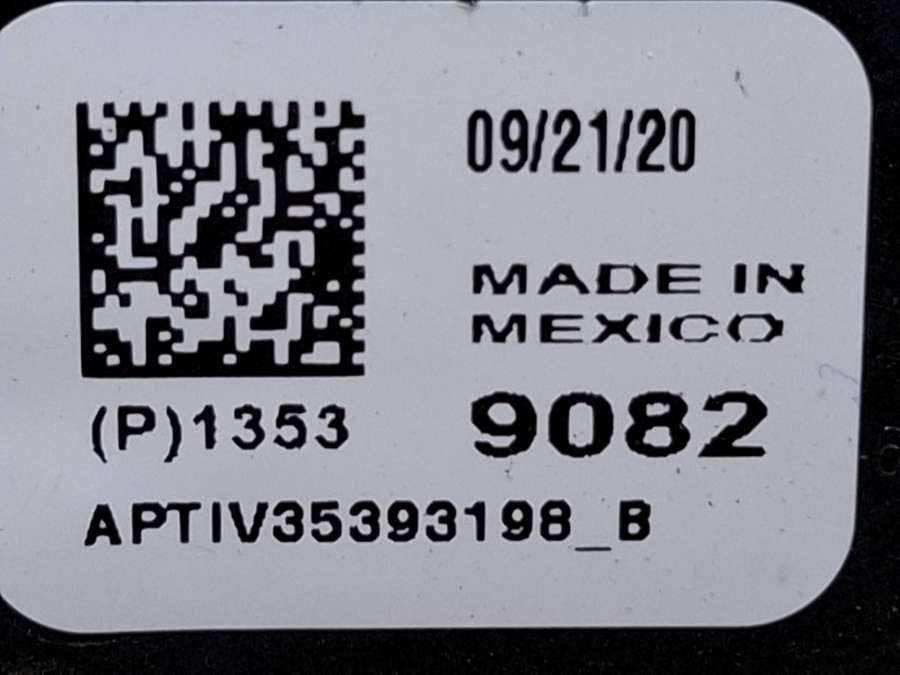 09/21/20
MADE IN
MEXICO
(P)1353
9082
APTIV35393198_B